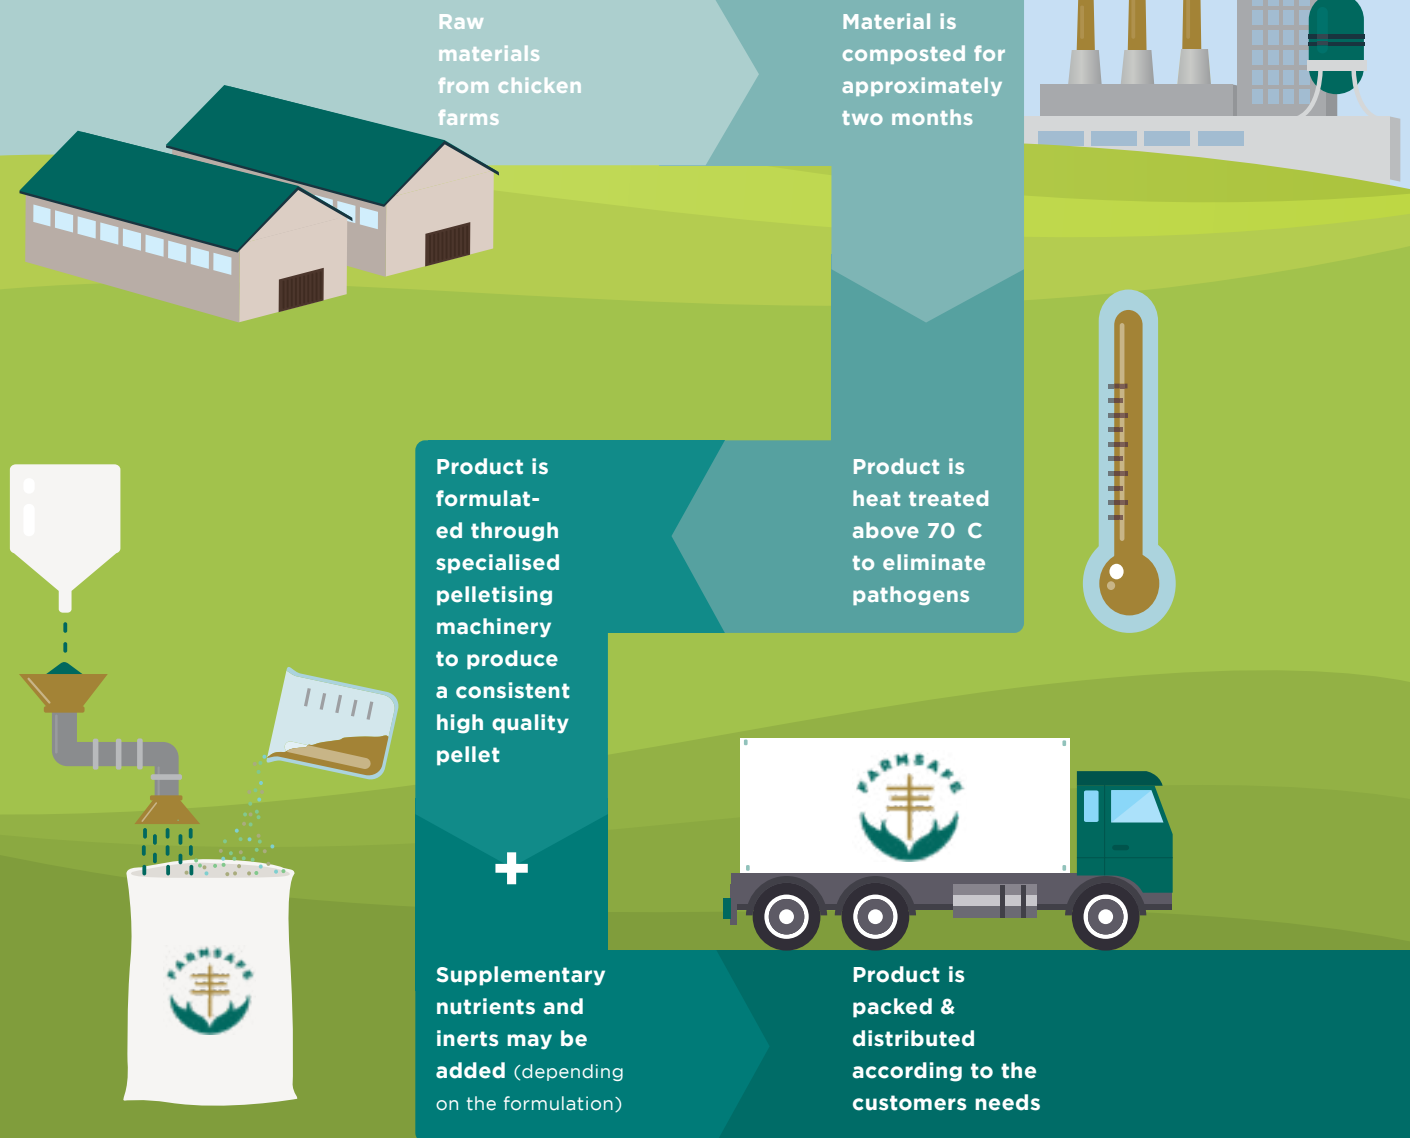 Raw
materials
from chicken
farms
Material is
composted for
approximately
two months
Product is
heat treated
above 70 C
to eliminate
pathogens
Product is
formulat-
ed through
specialised
pelletising
machinery
to produce
a consistent
high quality
pellet
+
Supplementary
nutrients and
inerts may be
added (depending
on the formulation)
Product is
packed &
distributed
according to the
customers needs
FARMSAFE
FARMSAFE